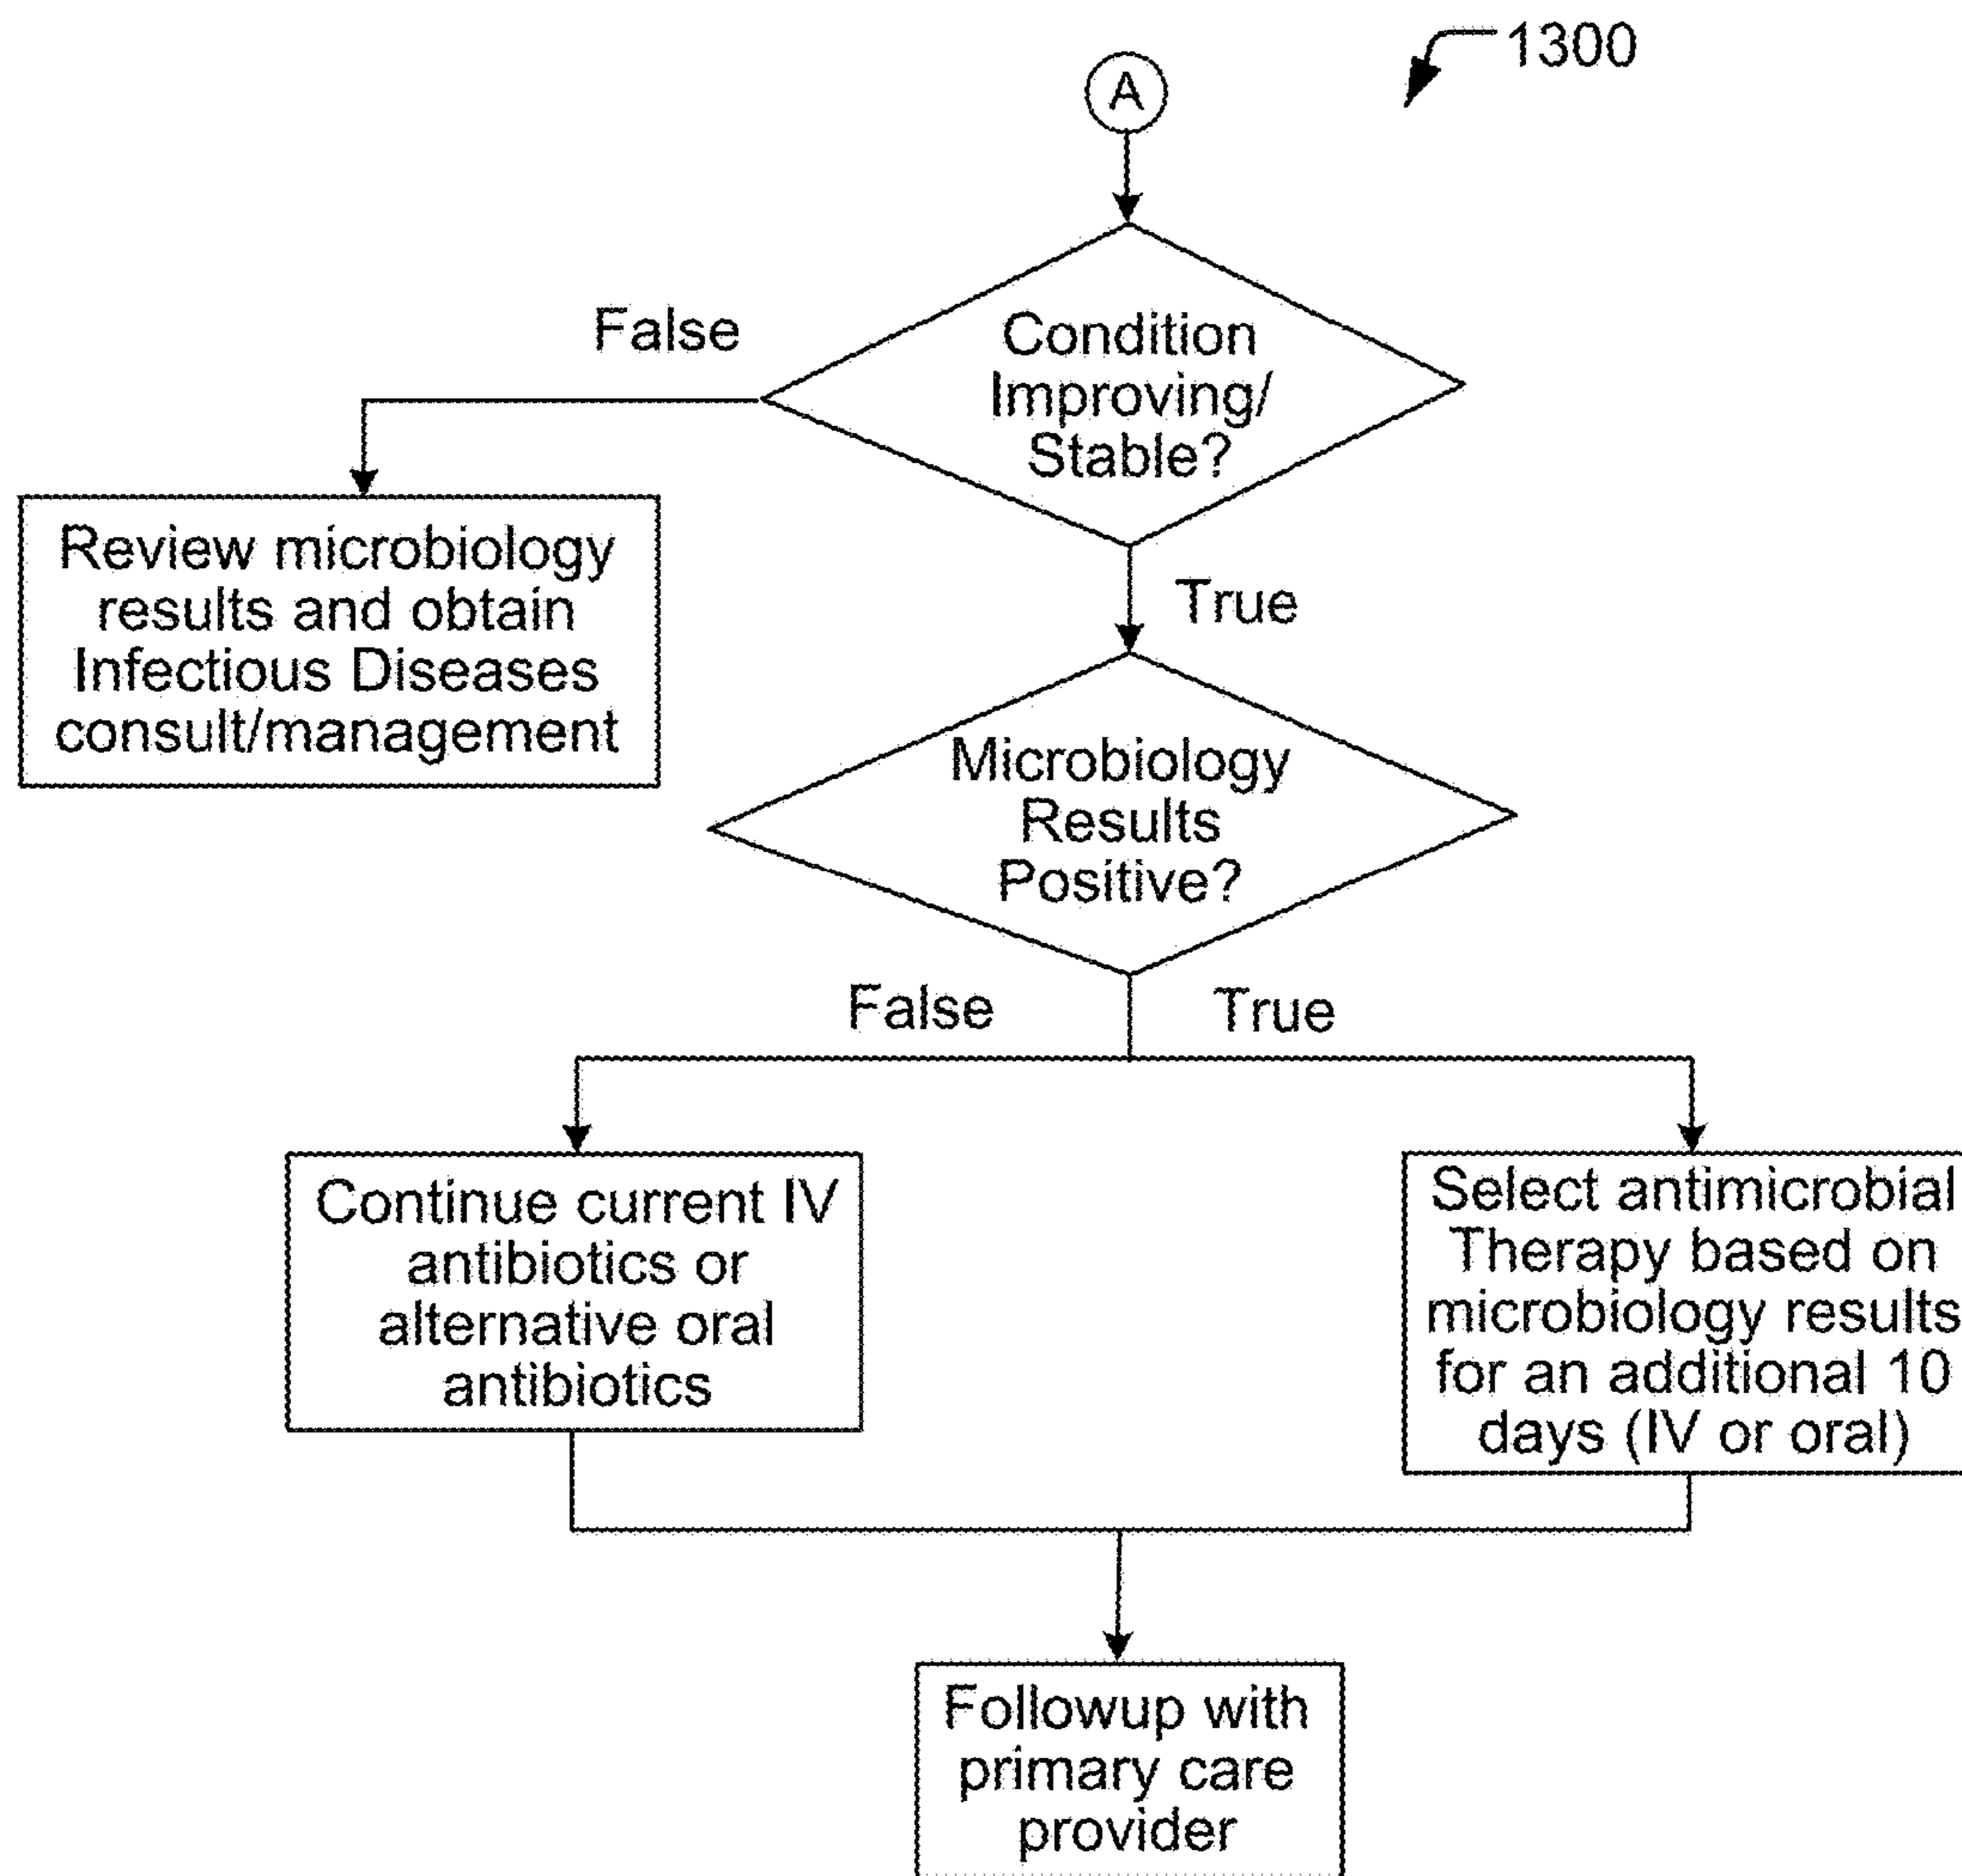 1300
A
Condition
Improving/
Stable?
False
True
Review microbiology
results and obtain
Infectious Diseases
consult/management
Microbiology
Results
Positive?
False
True
Continue current IV
antibiotics or
alternative oral
antibiotics
Select antimicrobial
Therapy based on
microbiology results
for an additional 10
days (IV or oral)
Followup with
primary care
provider